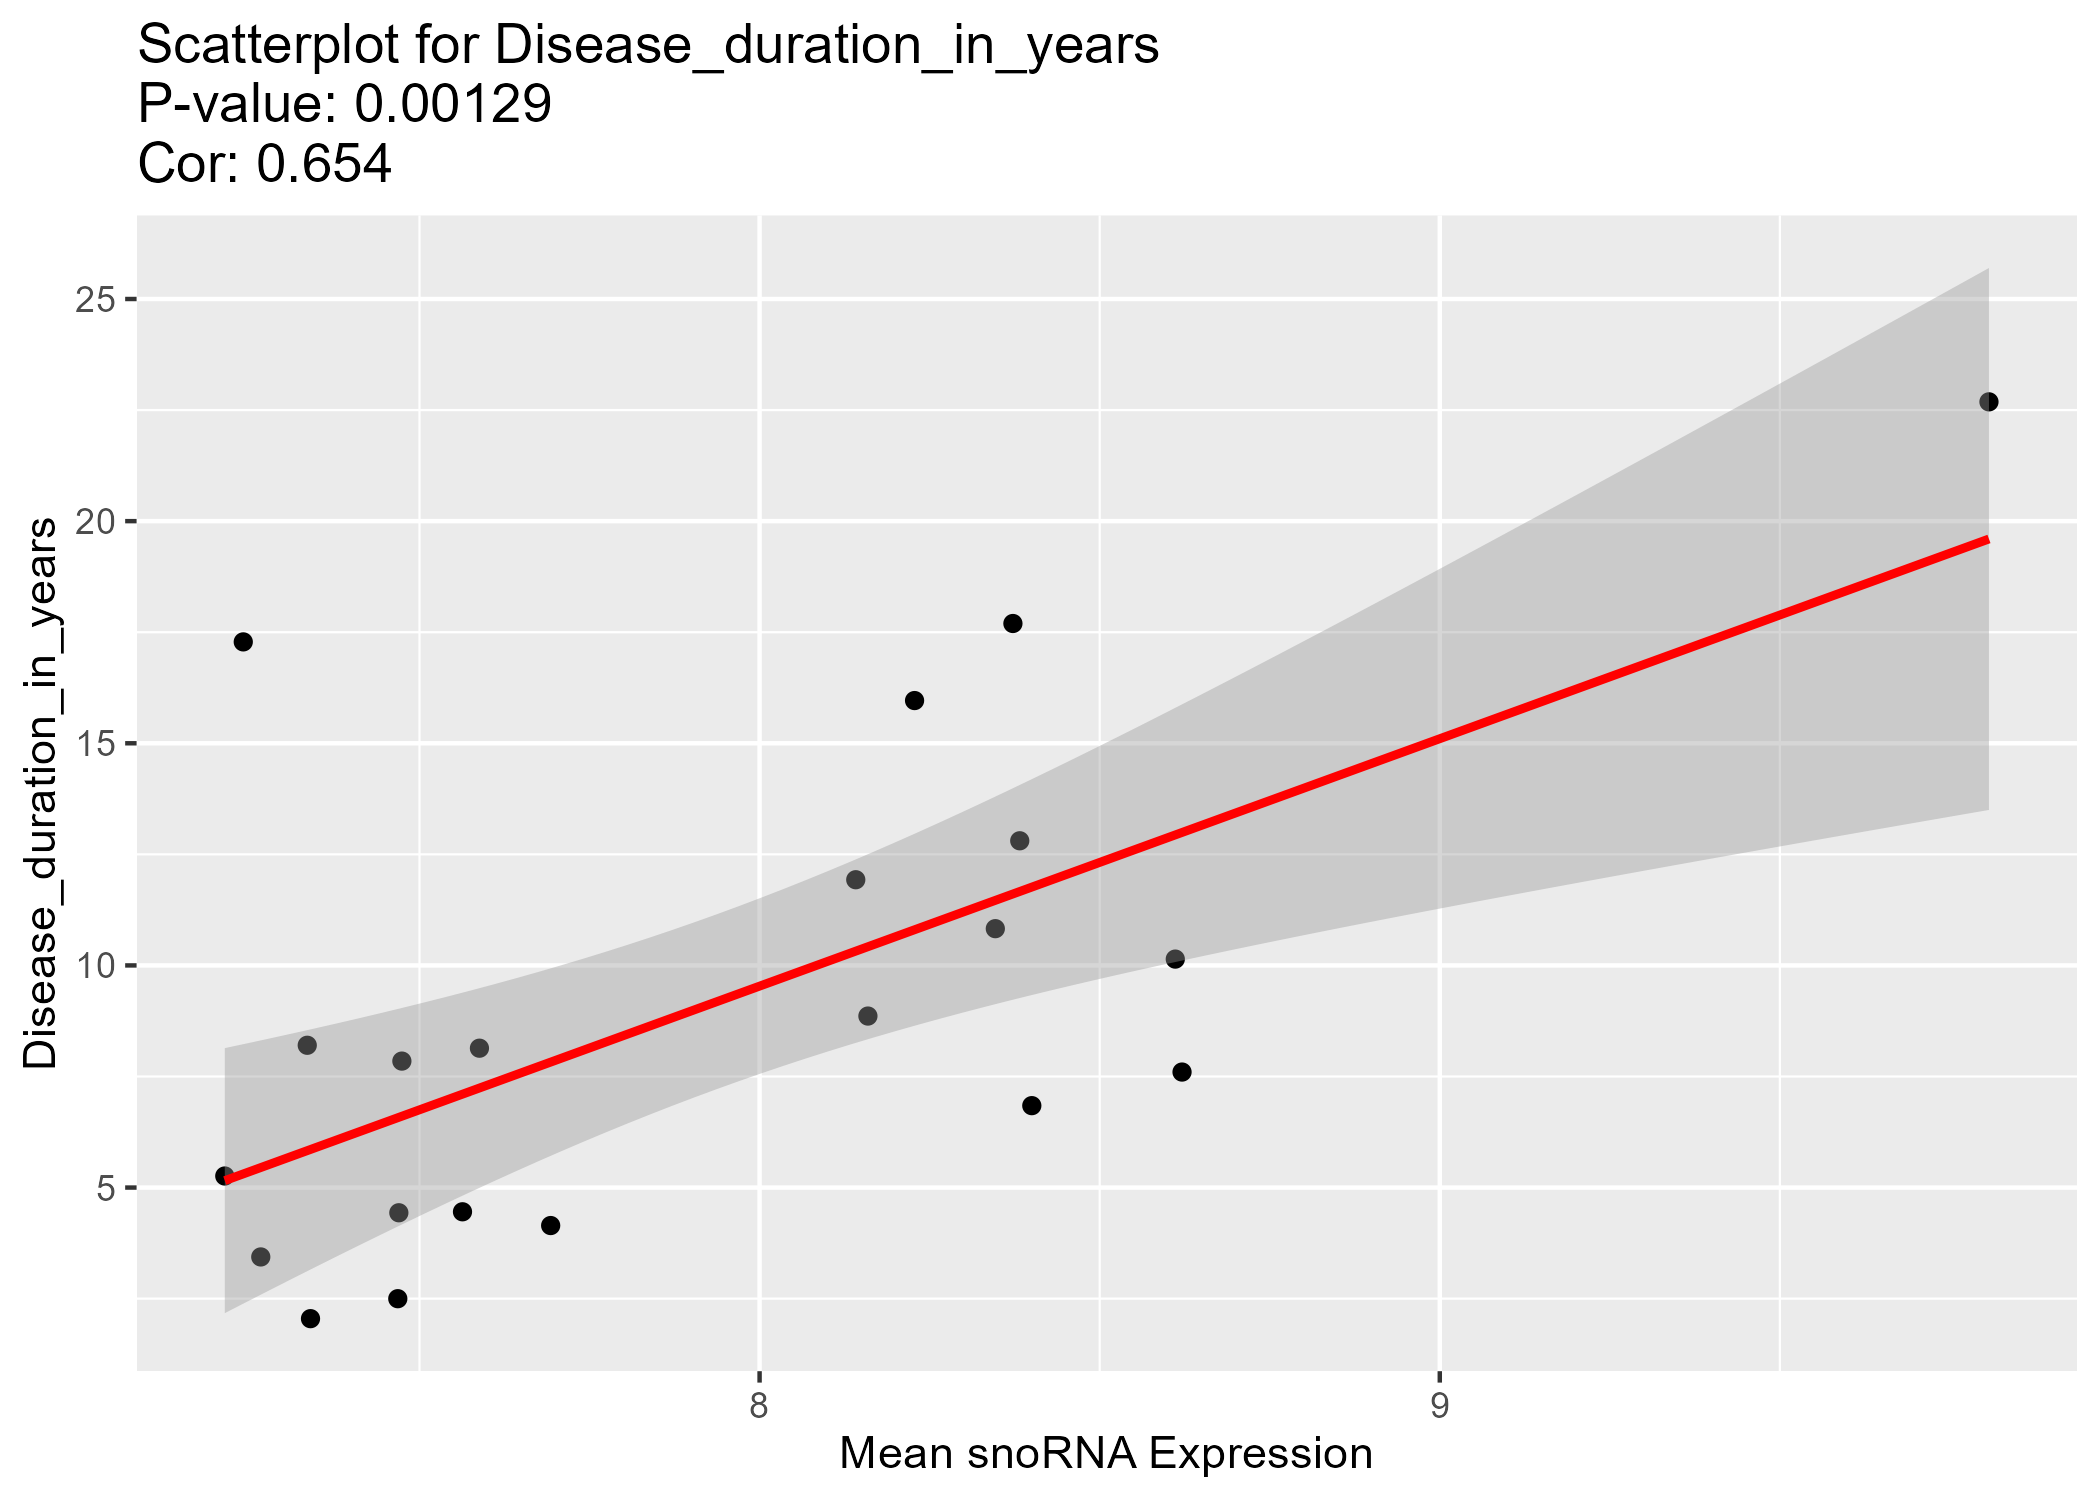 Scatterplot for Disease_duration_in_years
P-value: 0.00129
Cor: 0.654
25
20
15
10
5
Disease_duration_in_years
8
9
Mean snoRNA Expression